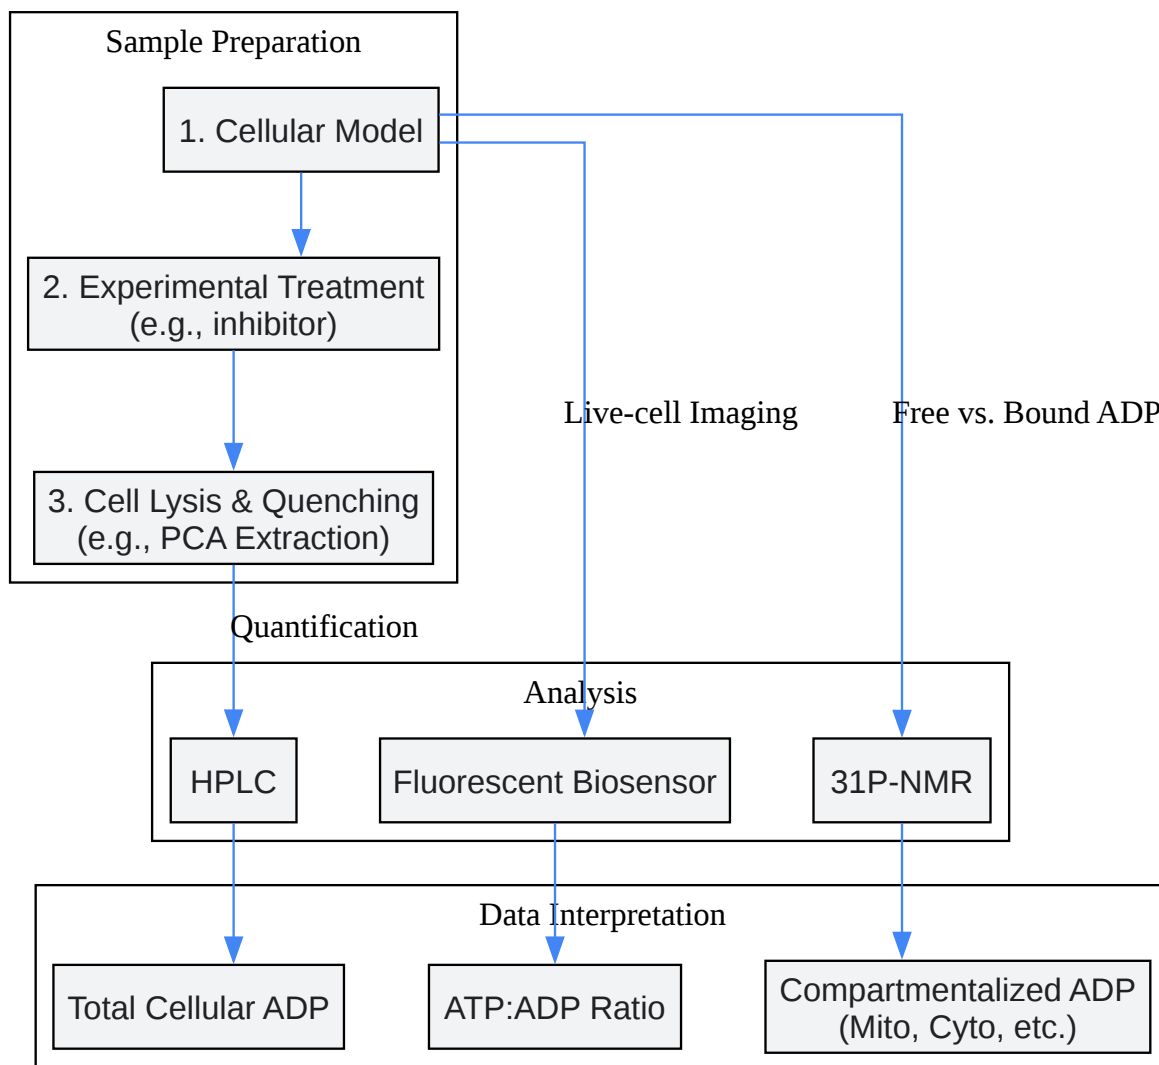 Sample Preparation
1. Cellular Model
2. Experimental Treatment
(e.g., inhibitor)
Live-cell Imaging
Free vs. Bound ADP
3. Cell Lysis & Quenching
(e.g., PCA Extraction)
Quantification
Analysis
HPLC
Fluorescent Biosensor
31P-NMR
Data Interpretation
Total Cellular ADP
ATP:ADP Ratio
Compartmentalized ADP
(Mito, Cyto, etc.)